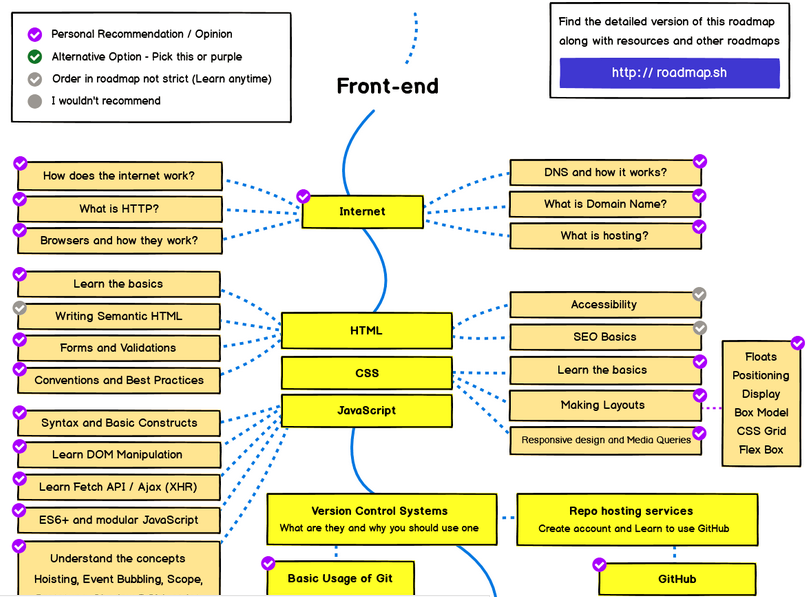 Personal Recommendation / Opinion
Alternative Option - Pick this or purple
Order in roadmap not strict (Learn anytime)
I wouldn't recommend
Find the detailed version of this roadmap
along with resources and other roadmaps
http://roadmap.sh
Front-end
How does the internet work?
What is HTTP?
Browsers and how they work?
Internet
DNS and how it works?
What is Domain Name?
What is hosting?
Learn the basics
Writing Semantic HTML
Forms and Validations
Conventions and Best Practices
HTML
CSS
JavaScript
Accessibility
SEO Basics
Learn the basics
Making Layouts
Responsive design and Media Queries
Floats
Positioning
Display
Box Model
CSS Grid
Flex Box
Syntax and Basic Constructs
Learn DOM Manipulation
Learn Fetch API / Ajax (XHR)
ES6+ and modular JavaScript
Understand the concepts
Hoisting, Event Bubbling, Scope,
Version Control Systems
What are they and why you should use one
Repo hosting services
Create account and Learn to use GitHub
Basic Usage of Git
GitHub